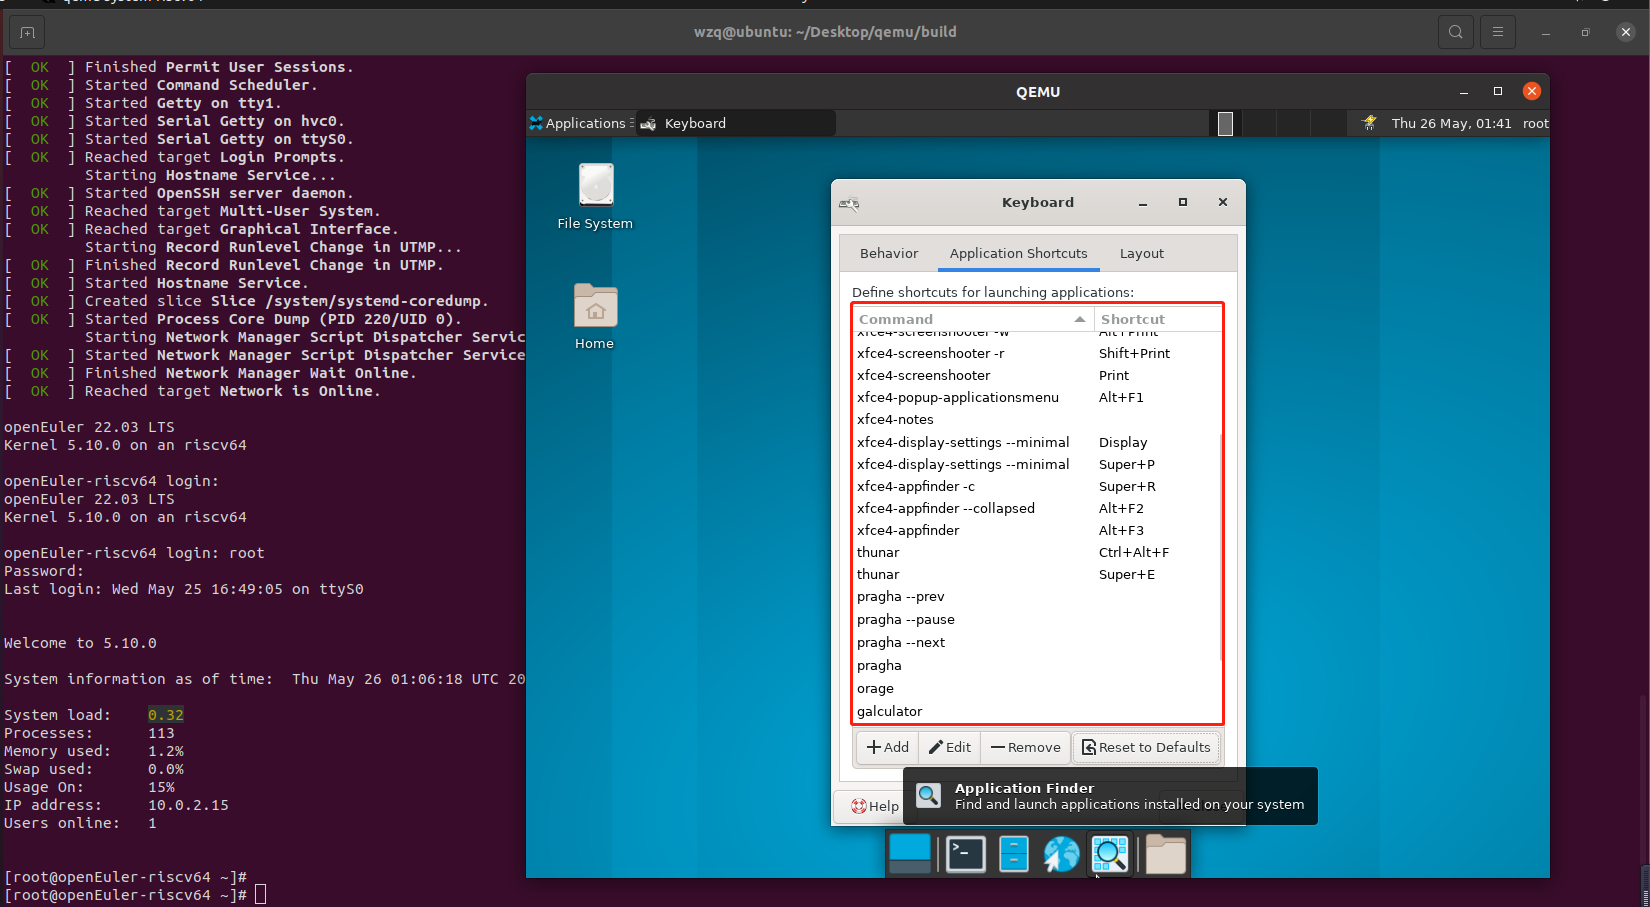 wzq@ubuntu: ~/Desktop/qemu/build
[  OK  ] Finished Permit User Sessions.
[  OK  ] Started Command Scheduler.
[  OK  ] Started Getty on tty1.
[  OK  ] Started Serial Getty on hvc0.
[  OK  ] Started Serial Getty on ttyS0.
[  OK  ] Reached target Login Prompts.
Starting Hostname Service...
[  OK  ] Started OpenSSH server daemon.
[  OK  ] Reached target Multi-User System.
[  OK  ] Reached target Graphical Interface.
Starting Record Runlevel Change in UTMP...
[  OK  ] Finished Record Runlevel Change in UTMP.
[  OK  ] Started Hostname Service.
[  OK  ] Created slice Slice /system/systemd-coredump.
[  OK  ] Started Process Core Dump (PID 220/UID 0).
Starting Network Manager Script Dispatcher Servic
[  OK  ] Started Network Manager Script Dispatcher Service
[  OK  ] Finished Network Manager Wait Online.
[  OK  ] Reached target Network is Online.
openEuler 22.03 LTS
Kernel 5.10.0 on an riscv64
openEuler-riscv64 login:
openEuler 22.03 LTS
Kernel 5.10.0 on an riscv64
openEuler-riscv64 login: root
Password:
Last login: Wed May 25 16:49:05 on ttyS0
Welcome to 5.10.0
System information as of time:  Thu May 26 01:06:18 UTC 20
System load:    0.32
Processes:      113
Memory used:    1.2%
Swap used:      0.0%
Usage On:       15%
IP address:     10.0.2.15
Users online:   1
[root@openEuler-riscv64 ~]#
[root@openEuler-riscv64 ~]#
QEMU
Applications
Keyboard
Thu 26 May, 01:41
root
File System
Home
Keyboard
Behavior
Application Shortcuts
Layout
Define shortcuts for launching applications:
Command Shortcut
xfce4-screenshooter -w Alt+Print
xfce4-screenshooter -r Shift+Print
xfce4-screenshooter Print
xfce4-popup-applicationsmenu Alt+F1
xfce4-notes
xfce4-display-settings --minimal Display
xfce4-display-settings --minimal Super+P
xfce4-appfinder -c Super+R
xfce4-appfinder --collapsed Alt+F2
xfce4-appfinder Alt+F3
thunar Ctrl+Alt+F
thunar Super+E
pragha --prev
pragha --pause
pragha --next
pragha
orage
galculator
Add
Edit
Remove
Reset to Defaults
Help
Application Finder
Find and launch applications installed on your system